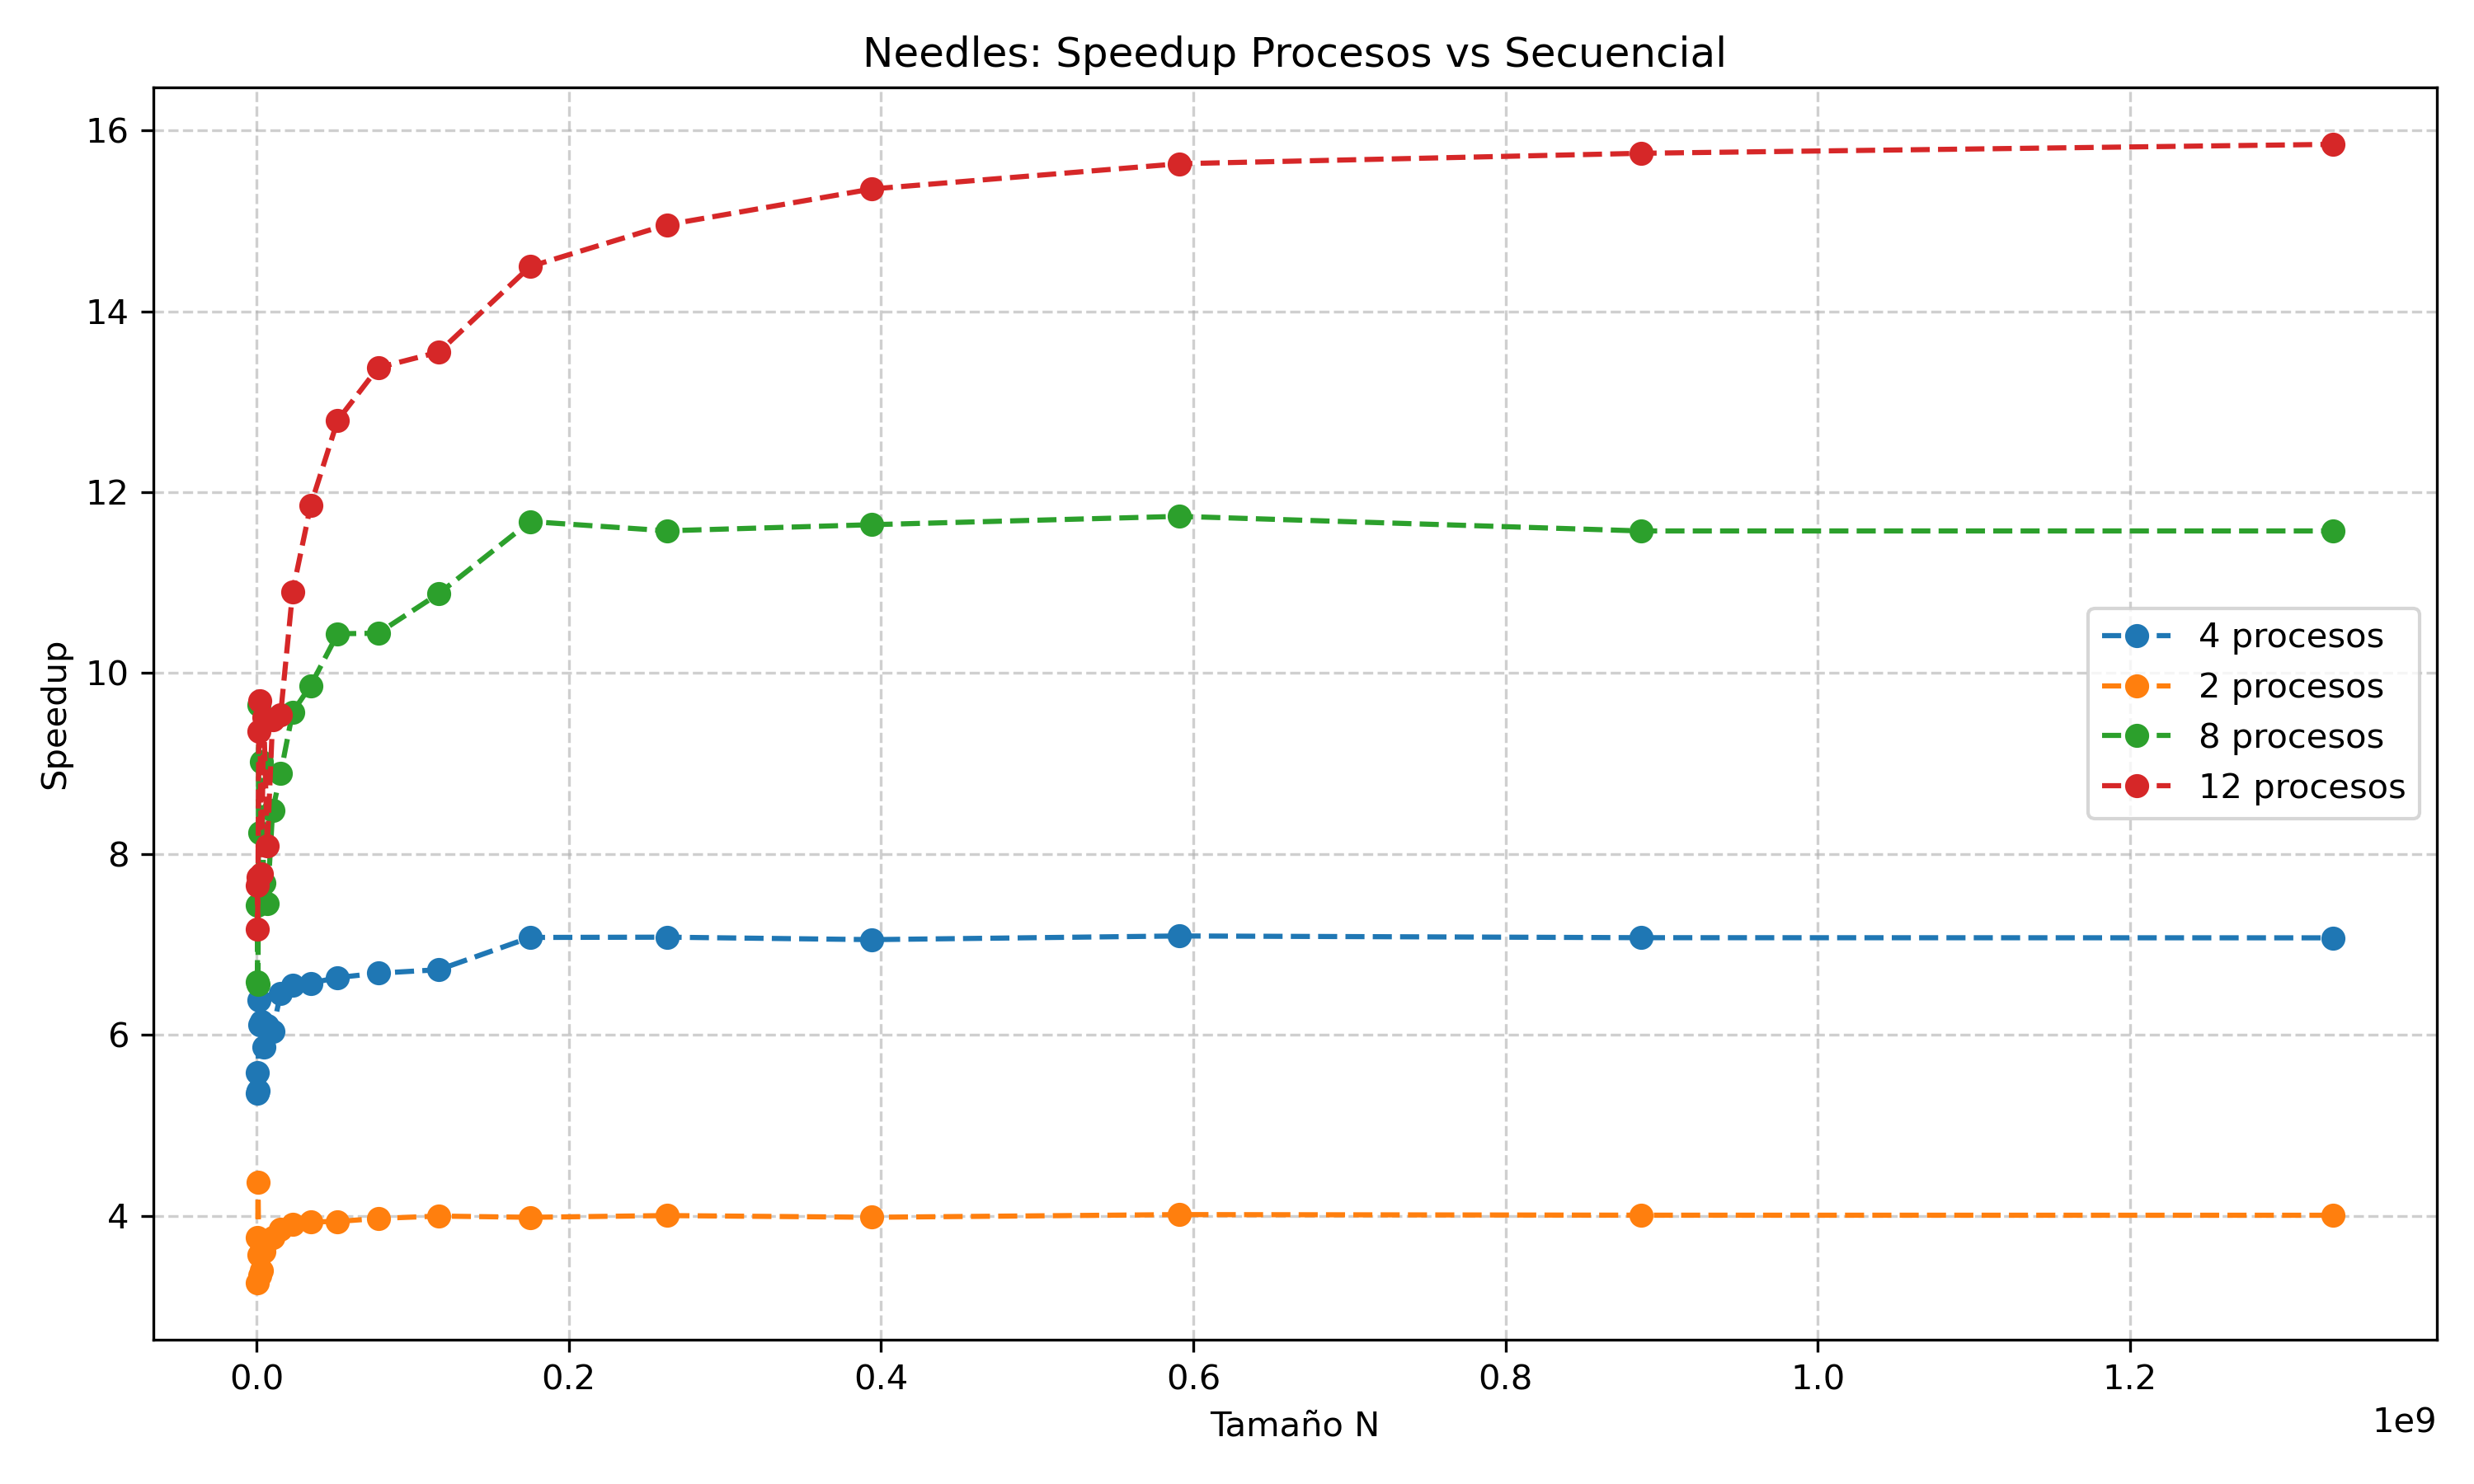 Needles: Speedup Procesos vs Secuencial
16
14
12
10
8
6
4
Speedup
4 procesos
2 procesos
8 procesos
12 procesos
0.0 0.2 0.4 0.6 0.8 1.0 1.2
1e9
Tamaño N